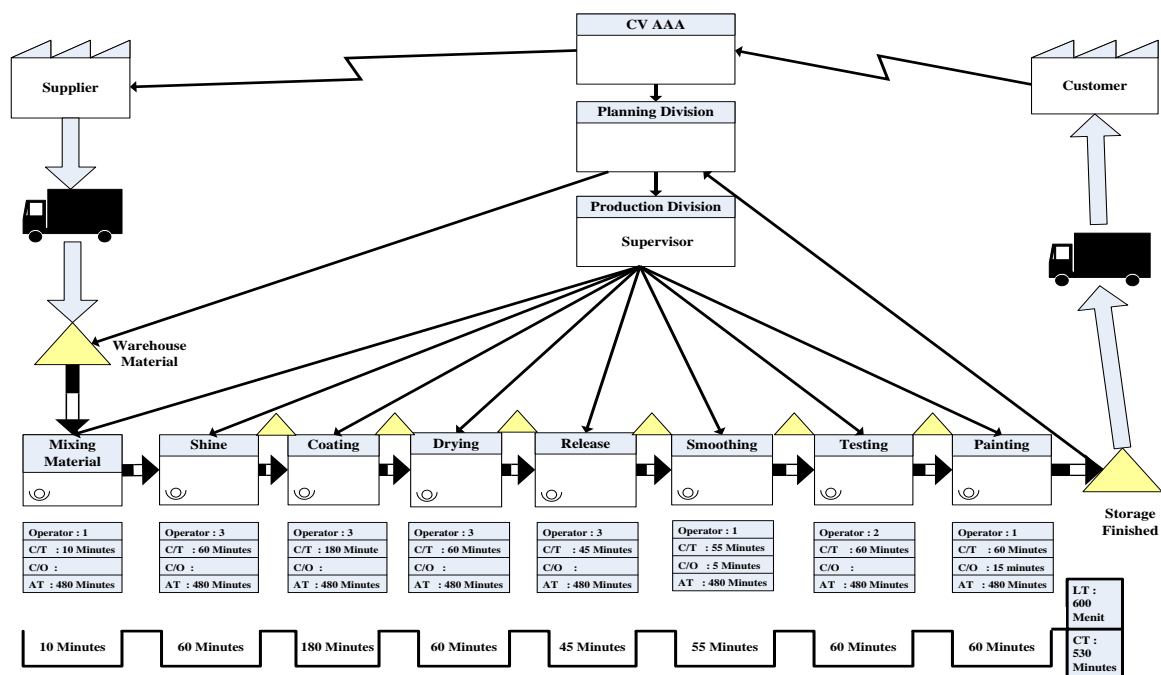 CV AAA
Supplier
Customer
Planning Division
Production Division
Supervisor
Warehouse
Material
Mixing
Material
Shine
Coating
Drying
Release
Smoothing
Testing
Painting
Storage
Finished
Operator : 1
C/T : 10 Minutes
C/O :
AT : 480 Minutes
Operator : 3
C/T : 60 Minutes
C/O :
AT : 480 Minutes
Operator : 3
C/T : 180 Minute
C/O :
AT : 480 Minutes
Operator : 3
C/T : 60 Minutes
C/O :
AT : 480 Minutes
Operator : 3
C/T : 45 Minutes
C/O :
AT : 480 Minutes
Operator : 1
C/T : 55 Minutes
C/O : 5 Minutes
AT : 480 Minutes
Operator : 2
C/T : 60 Minutes
C/O :
AT : 480 Minutes
Operator : 1
C/T : 60 Minutes
C/O : 15 minutes
AT : 480 Minutes
10 Minutes
60 Minutes
180 Minutes
60 Minutes
45 Minutes
55 Minutes
60 Minutes
60 Minutes
LT :
600
Menit
CT :
530
Minutes